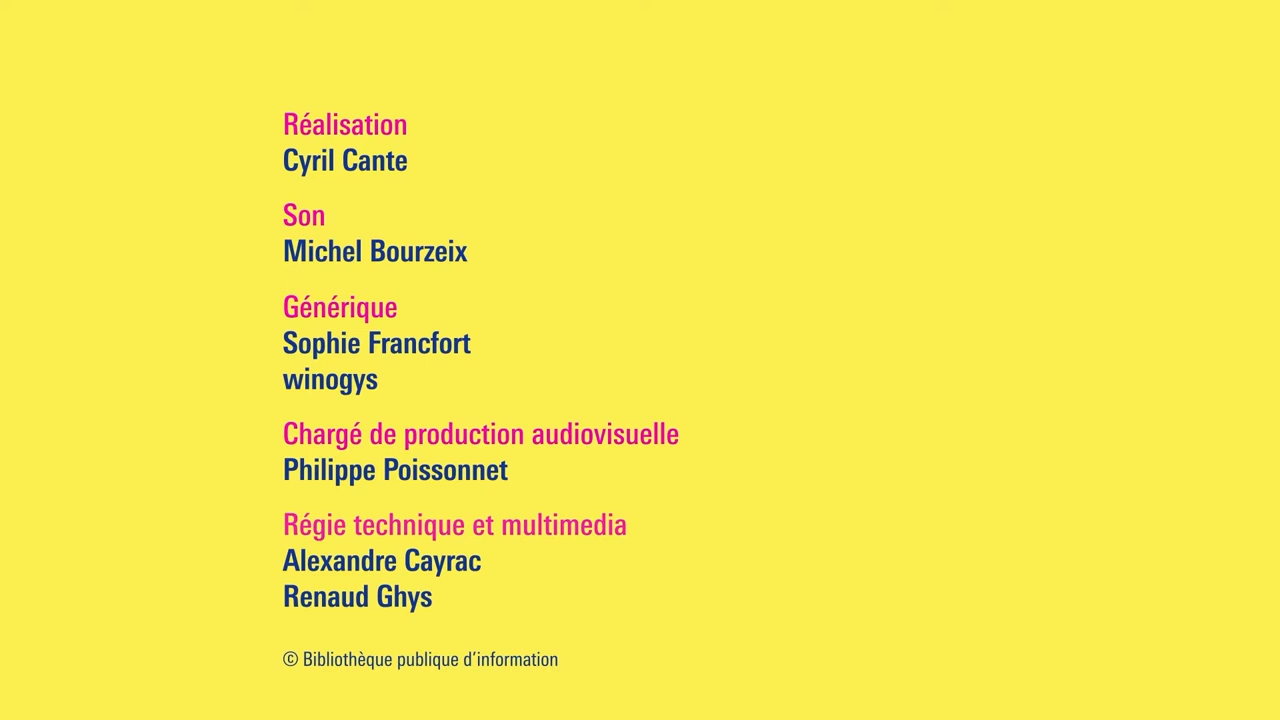 Réalisation
Cyril Cante
Son
Michel Bourzeix
Générique
Sophie Francfort
winogys
Chargé de production audiovisuelle
Philippe Poissonnet
Régie technique et multimedia
Alexandre Cayrac
Renaud Ghys
© Bibliothèque publique d’information